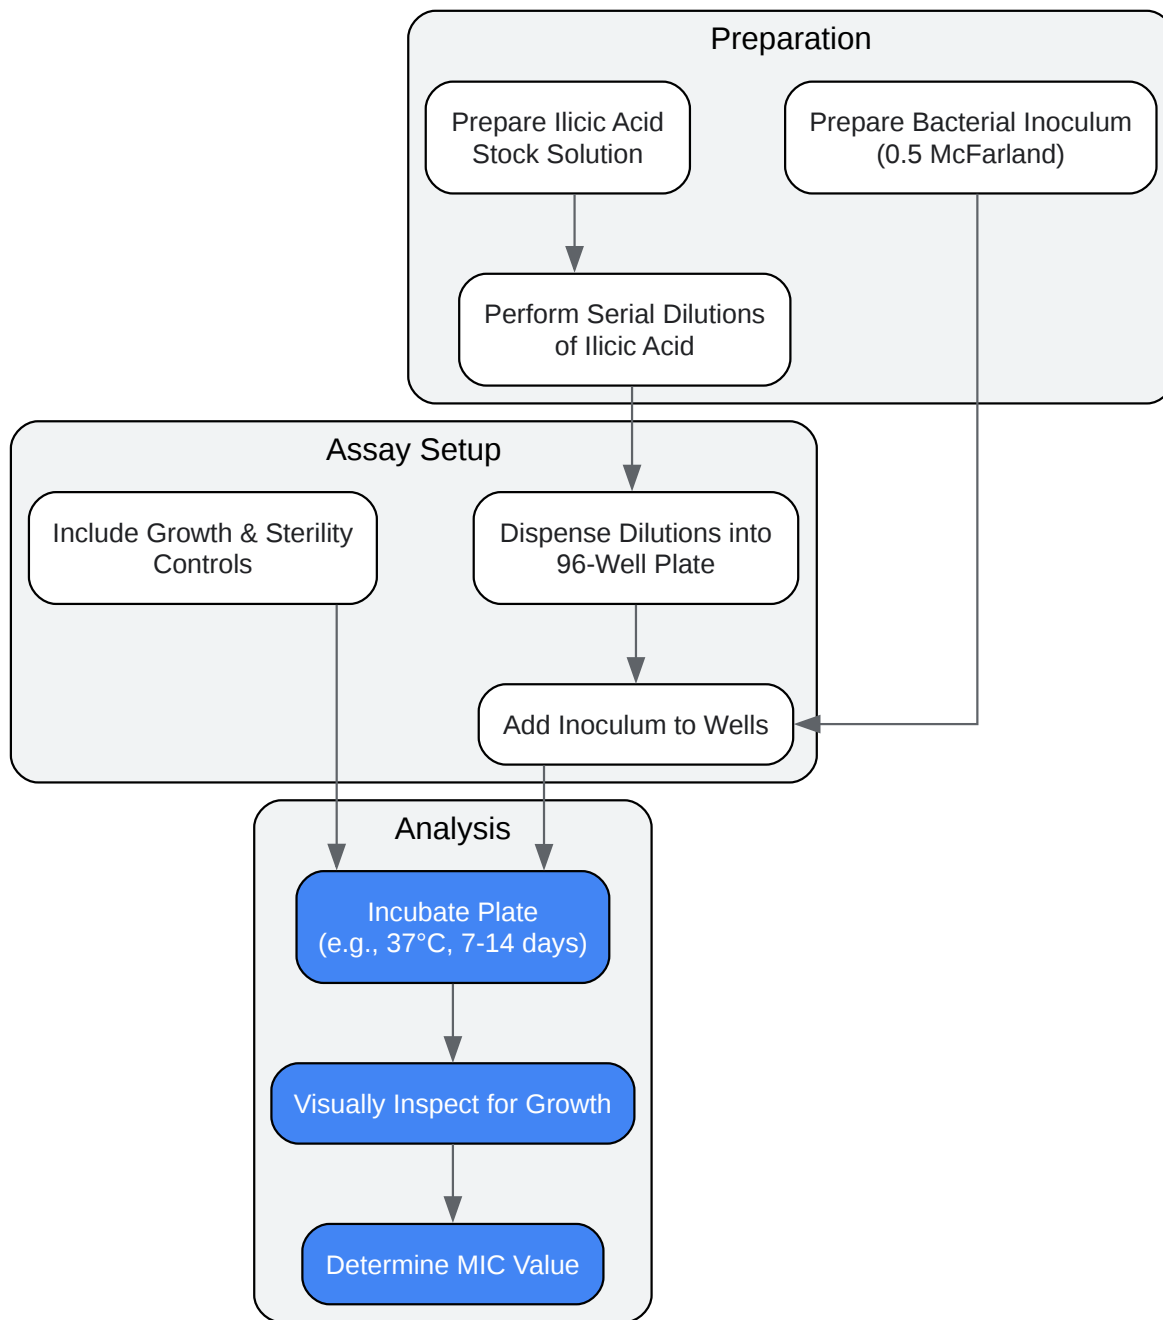 Preparation
Prepare Ilicic Acid
Stock Solution
Prepare Bacterial Inoculum
(0.5 McFarland)
Perform Serial Dilutions
of Ilicic Acid
Assay Setup
Include Growth & Sterility
Controls
Dispense Dilutions into
96-Well Plate
Add Inoculum to Wells
Analysis
Incubate Plate
(e.g., 37°C, 7-14 days)
Visually Inspect for Growth
Determine MIC Value